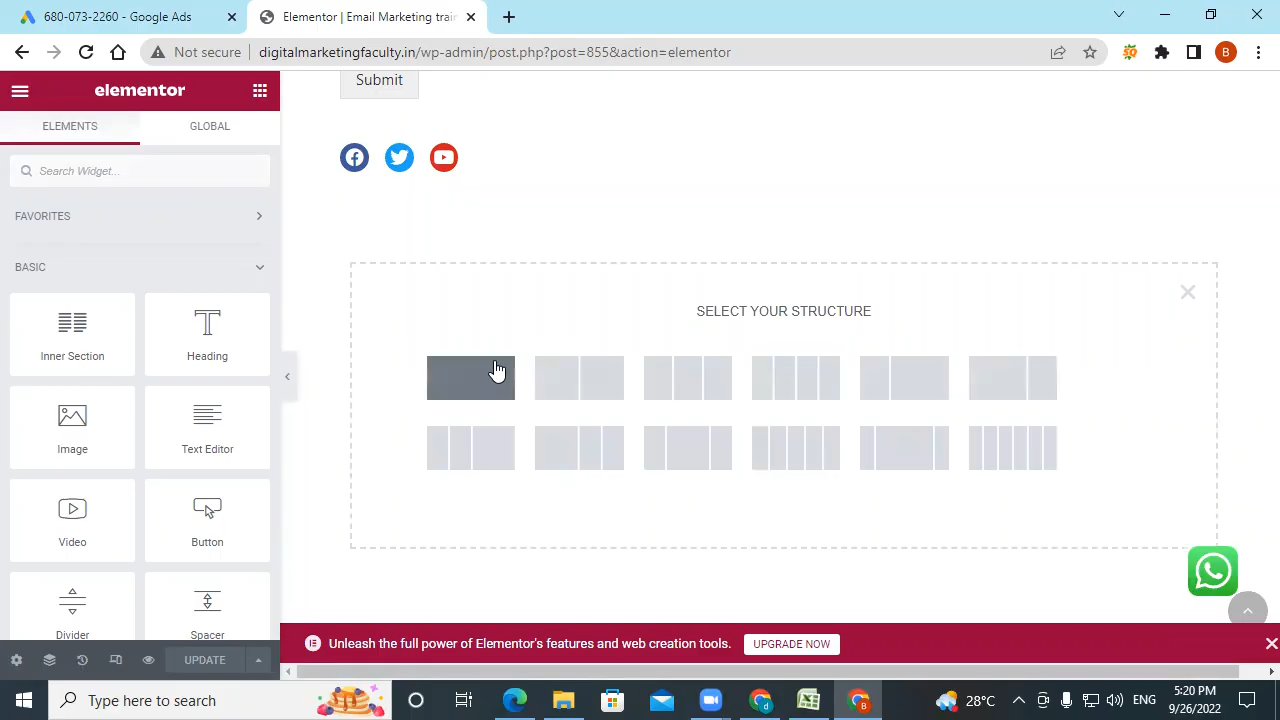 680-073-2260 - Google Ads
Elementor | Email Marketing train
Not secure
digitalmarketingfaculty.in/wp-admin/post.php?post=855&action=elementor
B
elementor
ELEMENTS
GLOBAL
Search Widget...
FAVORITES
BASIC
Inner Section
Heading
Image
Text Editor
Video
Button
Divider
Spacer
UPDATE
Submit
SELECT YOUR STRUCTURE
Unleash the full power of Elementor's features and web creation tools.
UPGRADE NOW
Type here to search
28°C
ENG
5:20 PM
9/26/2022